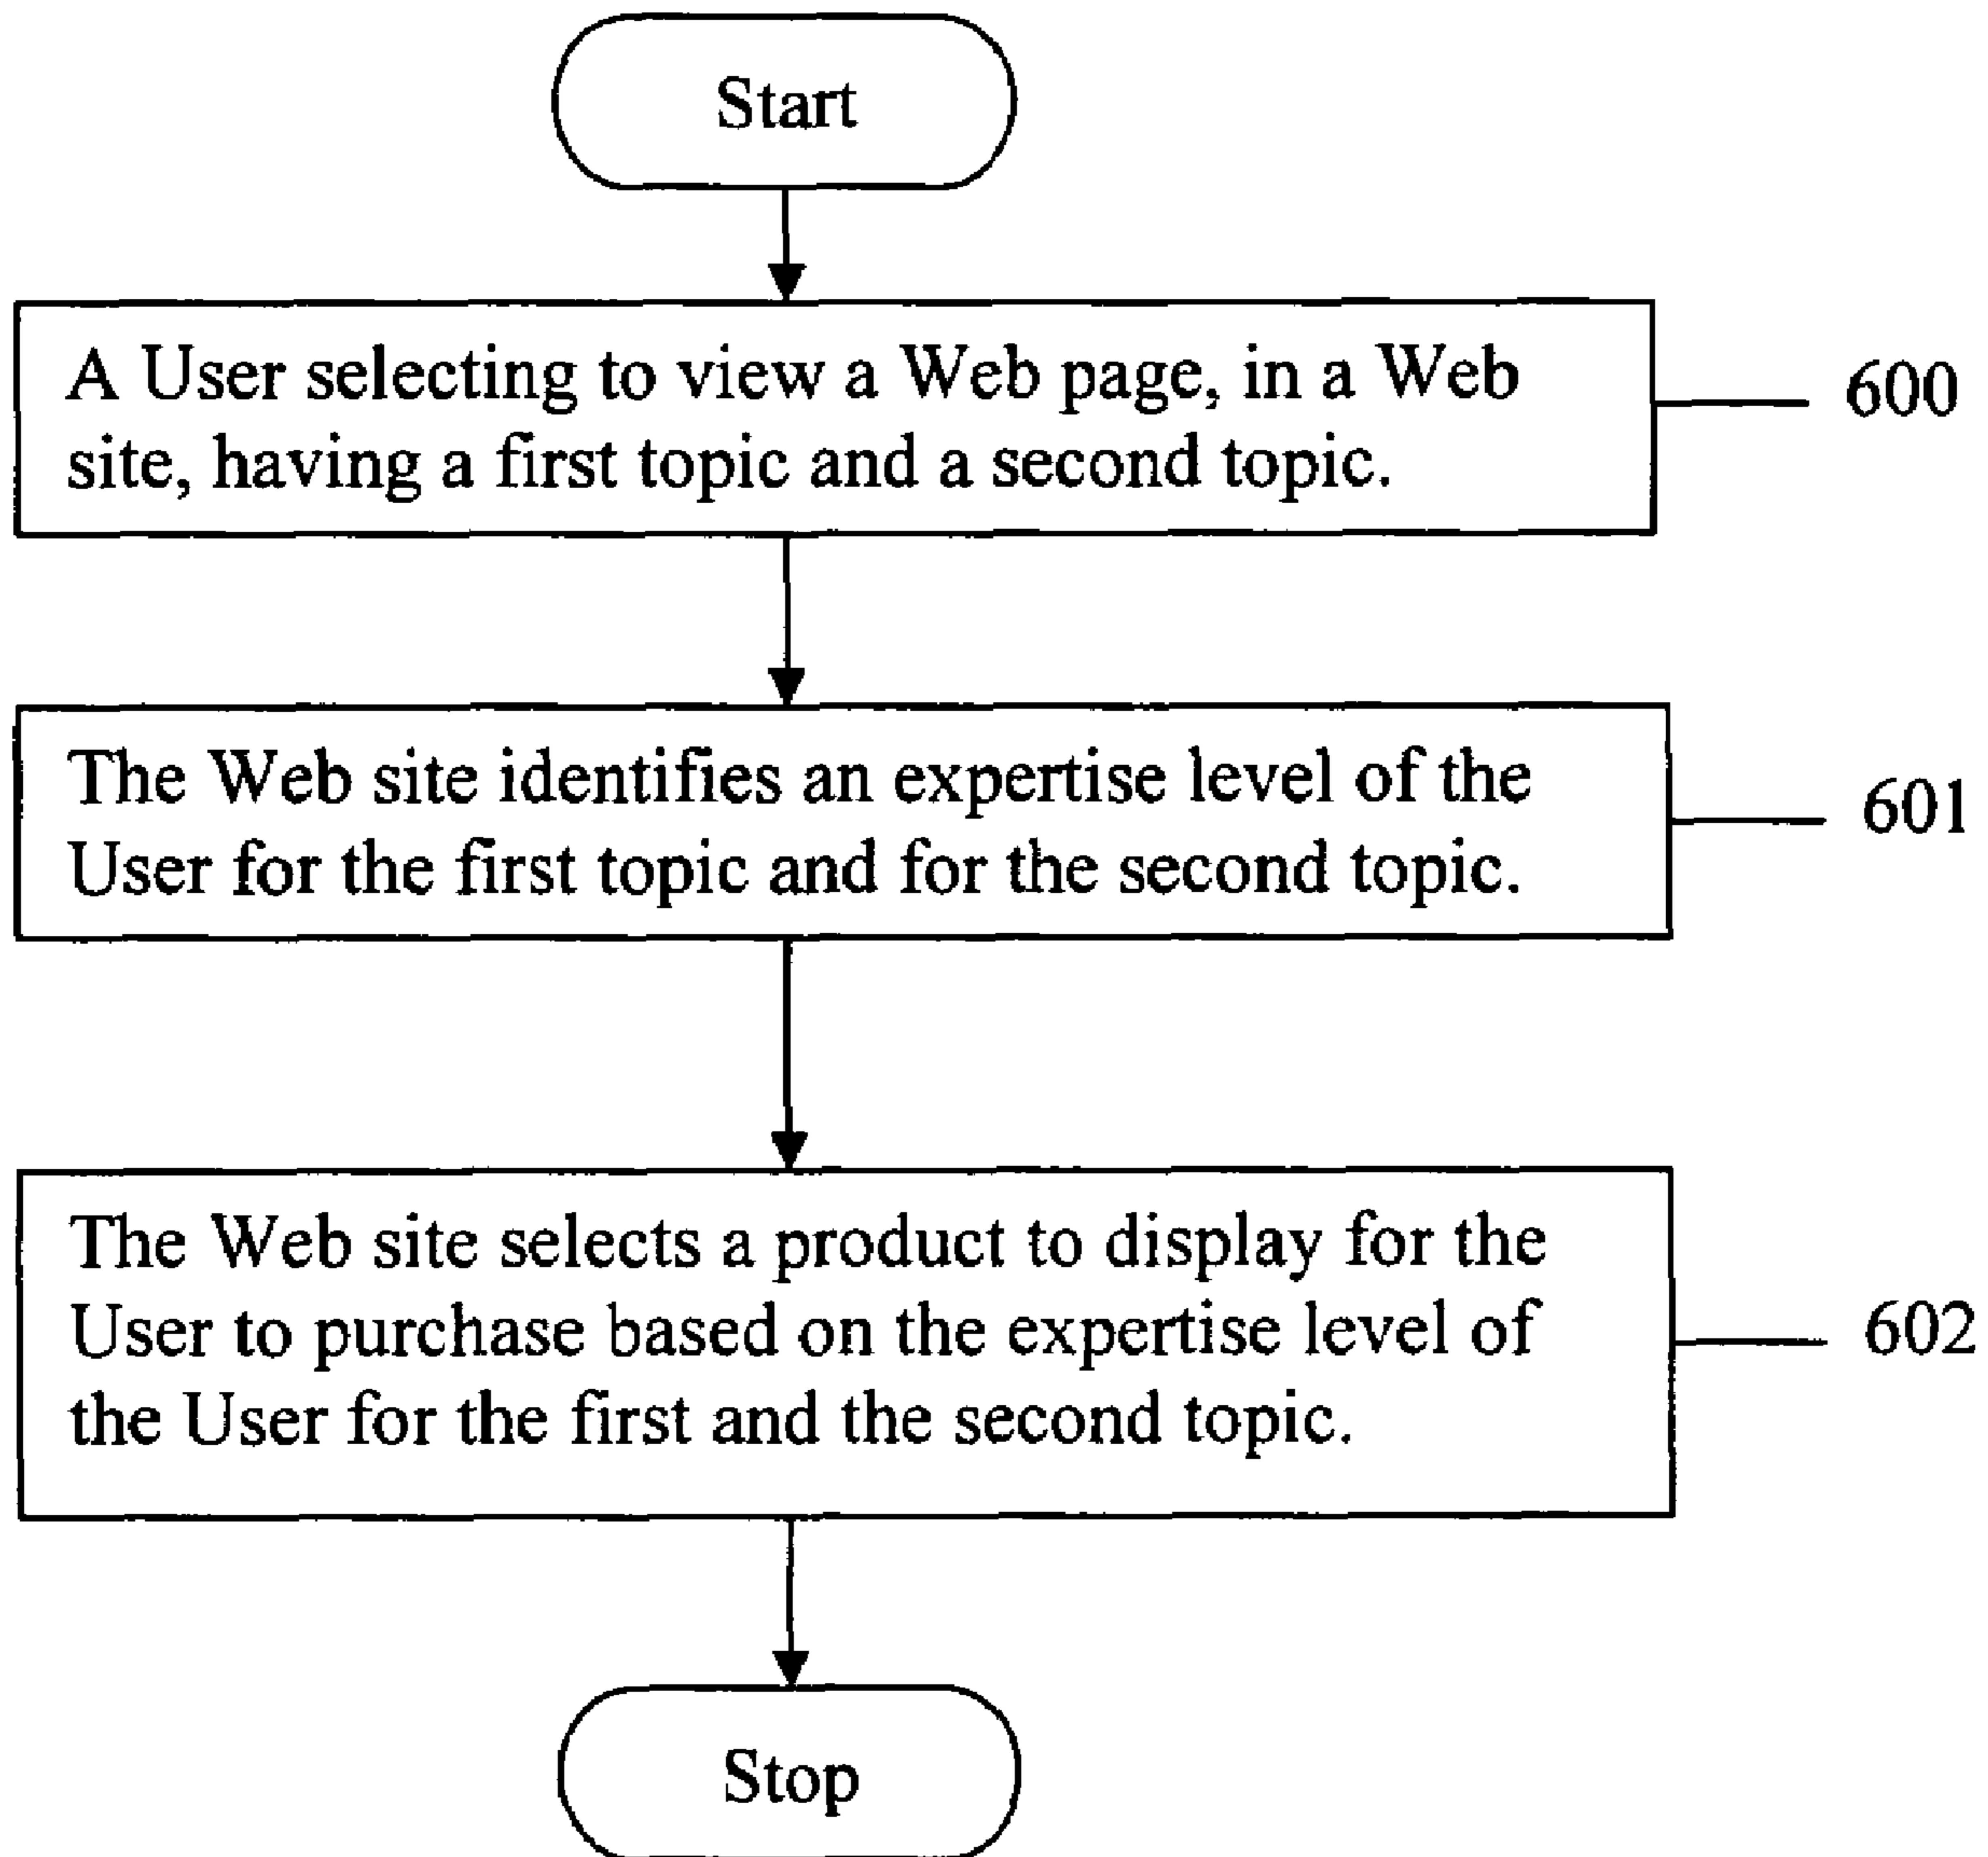 Start
A User selecting to view a Web page, in a Web
site, having a first topic and a second topic.
600
The Web site identifies an expertise level of the
User for the first topic and for the second topic.
601
The Web site selects a product to display for the
User to purchase based on the expertise level of
the User for the first and the second topic.
602
Stop